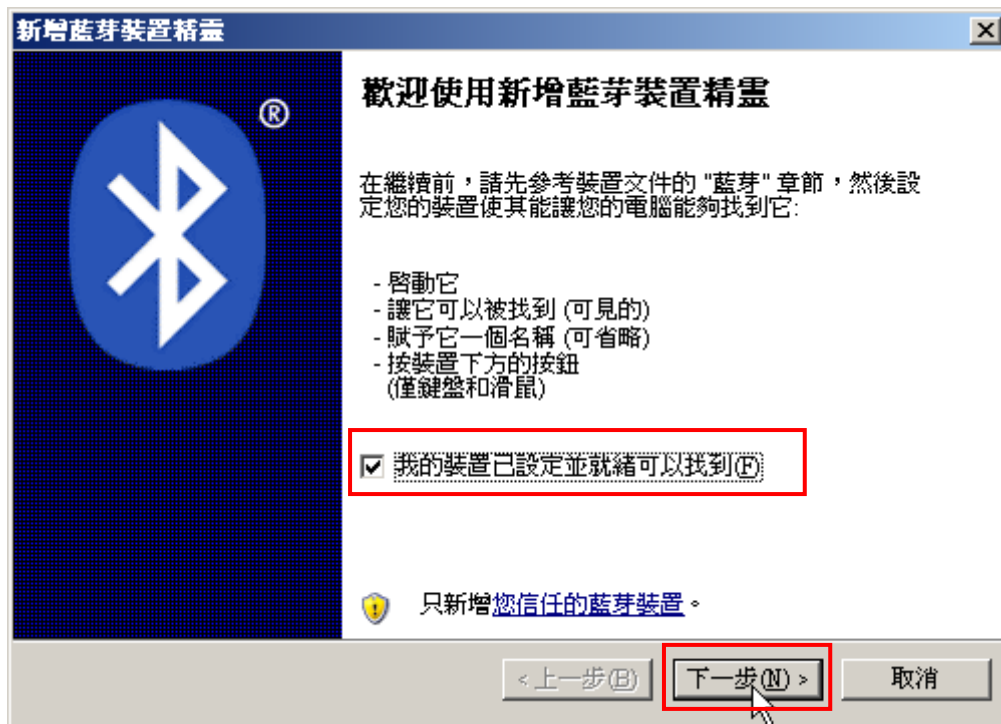 新增藍芽裝置精靈
®
歡迎使用新增藍芽裝置精靈
在繼續前，請先參考裝置文件的 "藍芽" 章節，然後設
定您的裝置使其能讓您的電腦能夠找到它:
- 啓動它
- 讓它可以被找到 (可見的)
- 賦予它一個名稱 (可省略)
- 按裝置下方的按鈕
(僅鍵盤和滑鼠)
我的裝置已設定並就緒可以找到(F)
只新增您信任的藍芽裝置。
< 上一步(B) 下一步(N) > 取消